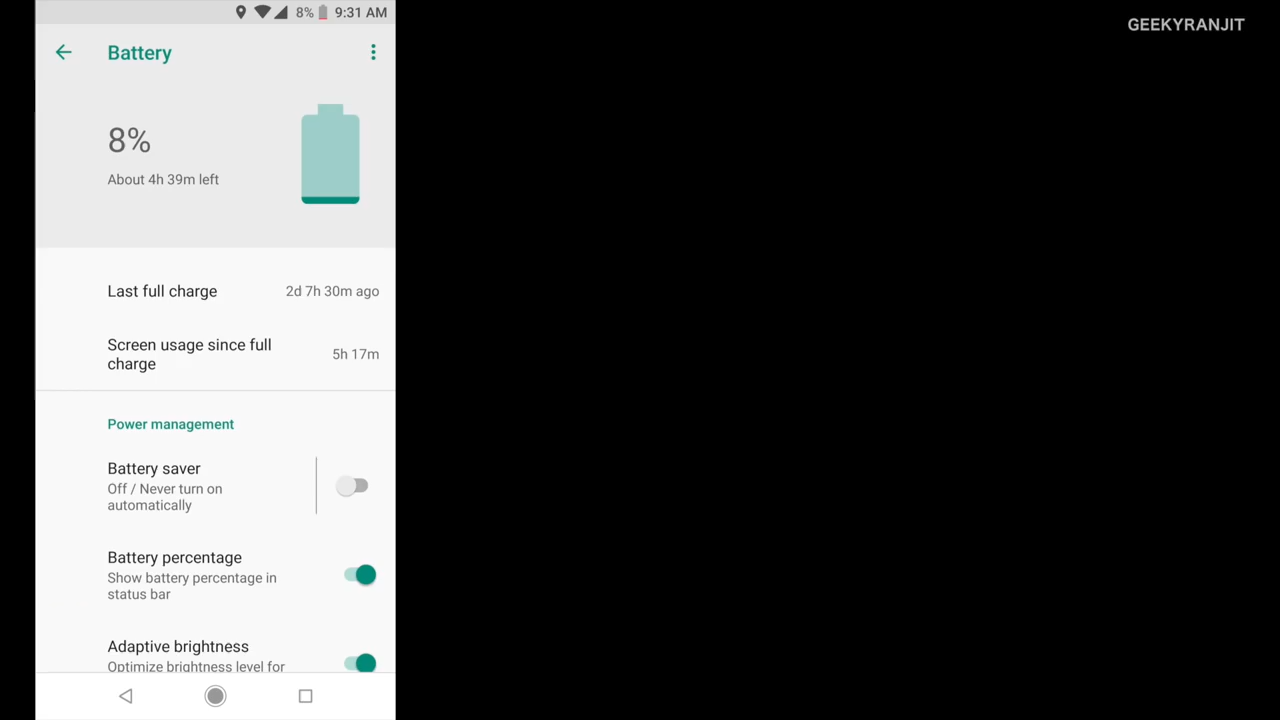 8% 9:31 AM
GEEKYRANJIT
Battery
8%
About 4h 39m left
Last full charge 2d 7h 30m ago
Screen usage since full
charge
5h 17m
Power management
Battery saver
Off / Never turn on
automatically
Battery percentage
Show battery percentage in
status bar
Adaptive brightness
Optimize brightness level for